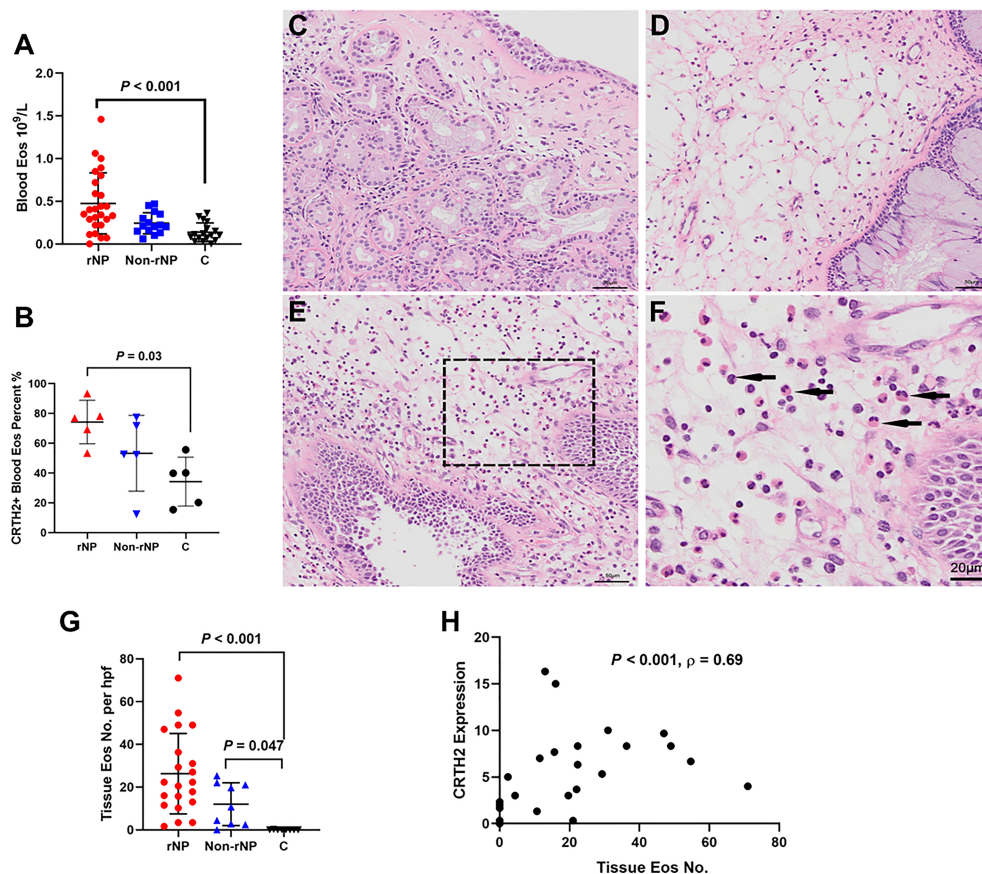 A
Blood Eos 10⁹/L
P < 0.001
2.0
1.5
1.0
0.5
0.0
rNP Non-rNP C
B
CRTH2+ Blood Eos Percent %
P = 0.03
100
80
60
40
20
0
rNP Non-rNP C
C
D
50µm
E
50µm
F
20µm
G
Tissue Eos No. per hpf
P < 0.001
P = 0.047
80
60
40
20
0
rNP Non-rNP C
H
CRTH2 Expression
P < 0.001, ρ = 0.69
20
15
10
5
0
0 20 40 60 80
Tissue Eos No.